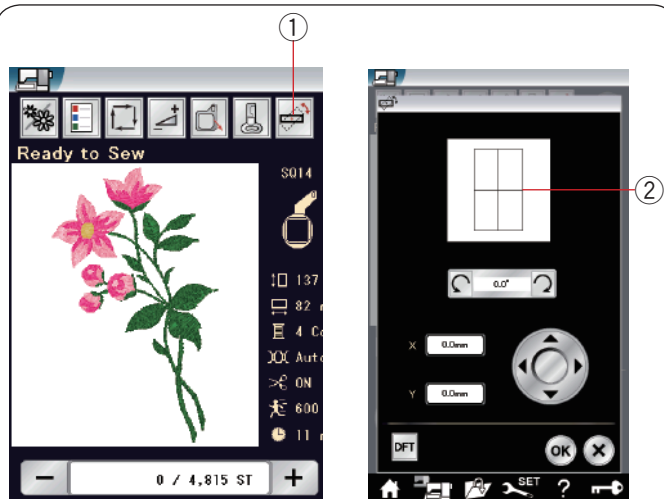 ①
Ready to Sew
SQ14
137
82
4 Co
Auto
ON
600
11
− 0 / 4,815 ST +
②
0.0°
X 0.0mm
Y 0.0mm
DFT OK X
SET ?